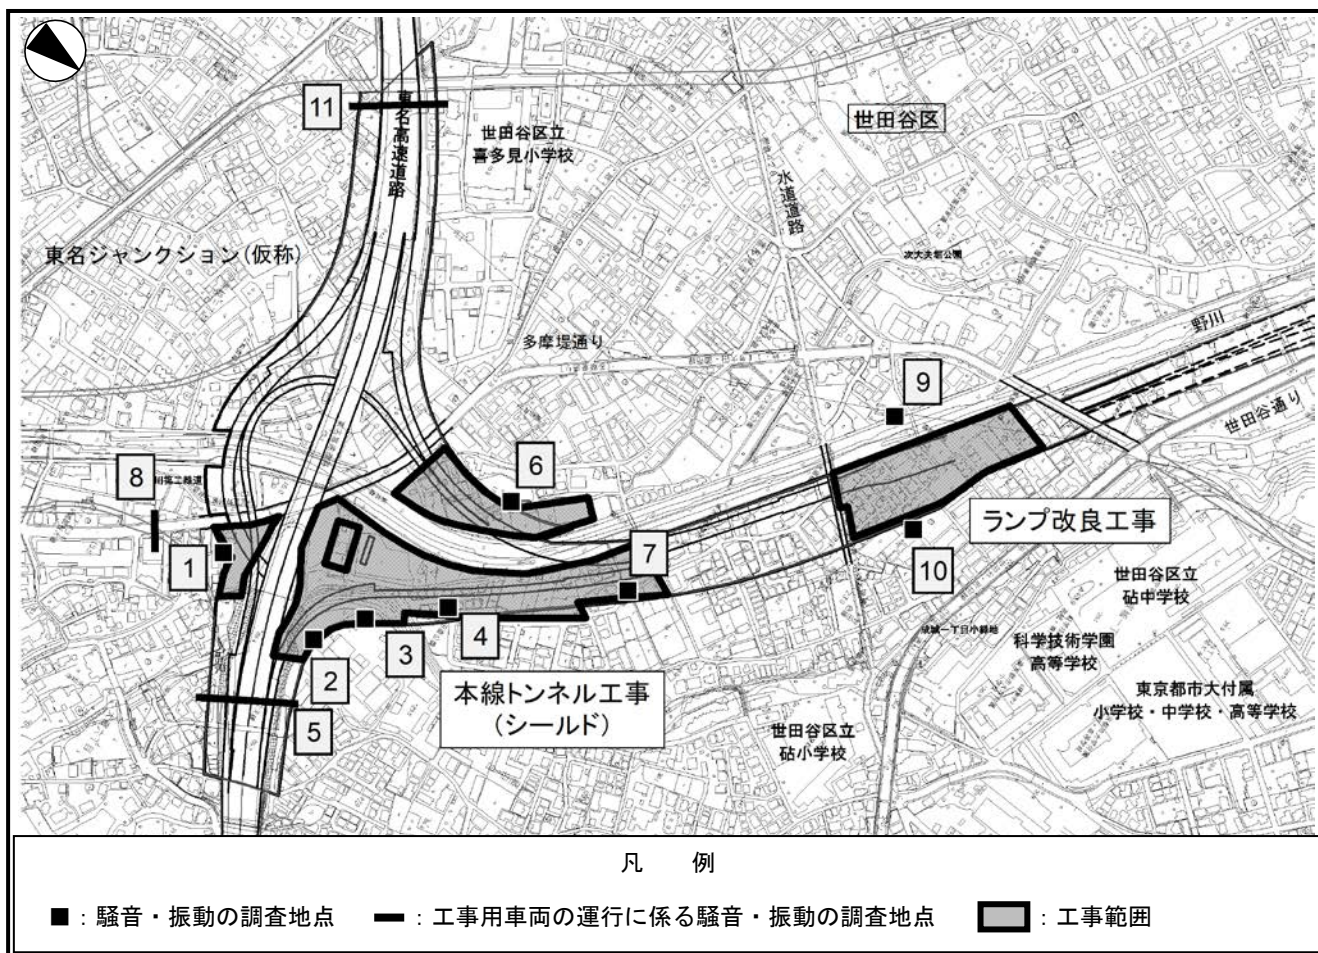 11
東名高速道路
世田谷区立
喜多見小学校
世田谷区
水道道路
次大夫堀公園
東名ジャンクション(仮称)
多摩堤通り
野川
世田谷通り
9
8
6
1
7
10
ランプ改良工事
世田谷区立
砧中学校
成城一丁目小緑地
科学技術学園
高等学校
東京都市大付属
小学校・中学校・高等学校
2
3
4
本線トンネル工事
(シールド)
5
世田谷区立
砧小学校
凡 例
■：騒音・振動の調査地点
━：工事用車両の運行に係る騒音・振動の調査地点
：工事範囲